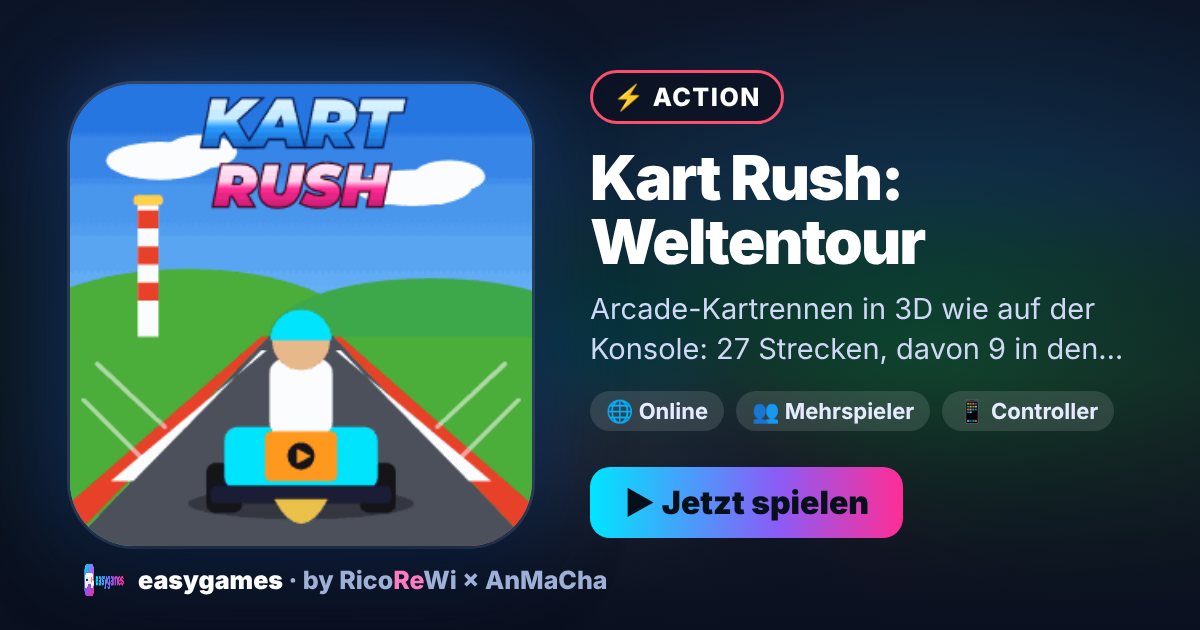 KART
RUSH
⚡ ACTION
Kart Rush:
Weltentour
Arcade-Kartrennen in 3D wie auf der
Konsole: 27 Strecken, davon 9 in den…
🌐 Online
👥 Mehrspieler
📱 Controller
▶ Jetzt spielen
easygames
easygames · by RicoReWi × AnMaCha